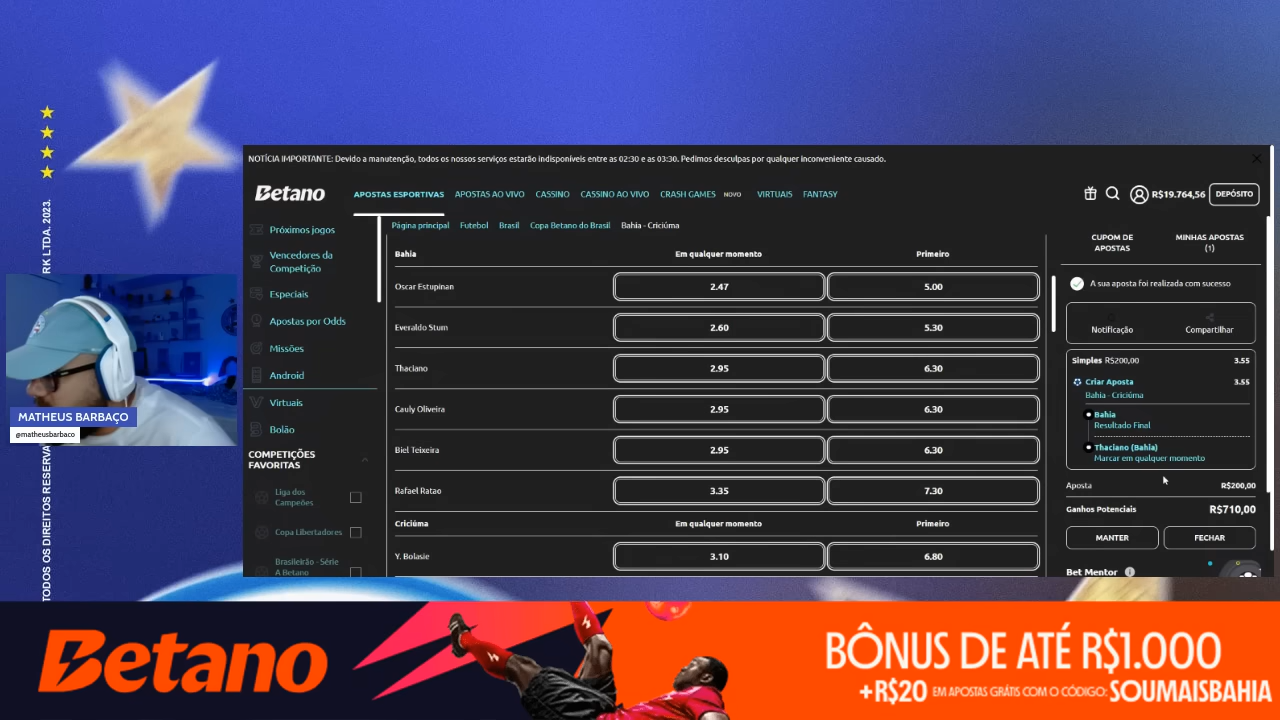 TODOS OS DIREITOS RESERVA
RK LTDA. 2023.
NOTÍCIA IMPORTANTE: Devido a manutenção, todos os nossos serviços estarão indisponíveis entre as 02:30 e as 03:30. Pedimos desculpas por qualquer inconveniente causado.
Betano
APOSTAS ESPORTIVAS
APOSTAS AO VIVO
CASSINO
CASSINO AO VIVO
CRASH GAMES
NOVO
VIRTUAIS
FANTASY
R$19.764,56
DEPÓSITO
Próximos jogos
Vencedores da
Competição
Especiais
Apostas por Odds
Missões
Android
Virtuais
Bolão
COMPETIÇÕES
FAVORITAS
Liga dos
Campeões
Copa Libertadores
Brasileirão - Série
A Betano
Página principal
Futebol
Brasil
Copa Betano do Brasil
Bahia - Criciúma
Bahia
Em qualquer momento
Primeiro
Oscar Estupinan
2.47
5.00
Everaldo Stum
2.60
5.30
Thaciano
2.95
6.30
Cauly Oliveira
2.95
6.30
Biel Teixeira
2.95
6.30
Rafael Ratao
3.35
7.30
Criciúma
Em qualquer momento
Primeiro
Y. Bolasie
3.10
6.80
CUPOM DE
APOSTAS
MINHAS APOSTAS
(1)
A sua aposta foi realizada com sucesso
Notificação
Compartilhar
Simples R$200,00
3.55
Criar Aposta
3.55
Bahia - Criciúma
Bahia
Resultado Final
Thaciano (Bahia)
Marcar em qualquer momento
Aposta
R$200,00
Ganhos Potenciais
R$710,00
MANTER
FECHAR
Bet Mentor
MATHEUS BARBAÇO
@matheusbarbaco
Betano
BÔNUS DE ATÉ R$1.000
+R$20 EM APOSTAS GRÁTIS COM O CÓDIGO: SOUMAISBAHIA